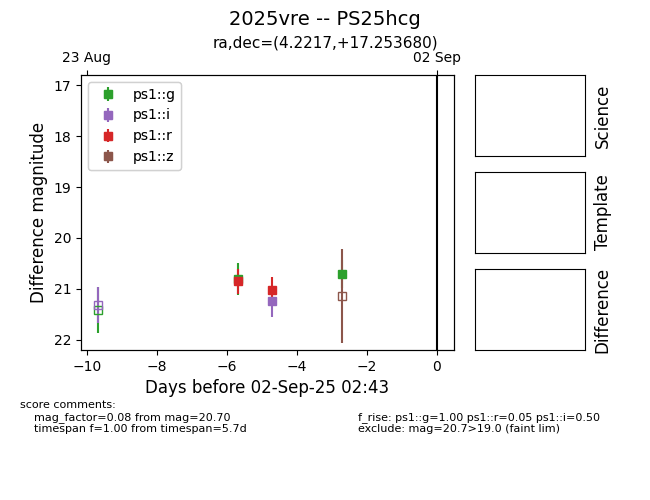 2025vre -- PS25hcg
ra,dec=(4.2217,+17.253680)
23 Aug
02 Sep
ps1::g
ps1::i
ps1::r
ps1::z
17
18
19
20
21
22
Difference magnitude
−10
−8
−6
−4
−2
0
Days before 02-Sep-25 02:43
Science
Template
Difference
score comments:
mag_factor=0.08 from mag=20.70
timespan f=1.00 from timespan=5.7d
f_rise: ps1::g=1.00 ps1::r=0.05 ps1::i=0.50
exclude: mag=20.7>19.0 (faint lim)